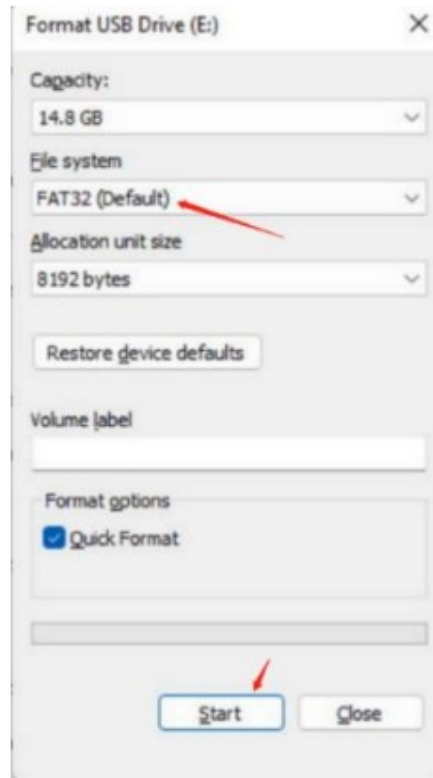 Format USB Drive (E:)
Capacity:
14.8 GB
File system
FAT32 (Default)
Allocation unit size
8192 bytes
Restore device defaults
Volume label
Format options
Quick Format
Start
Close